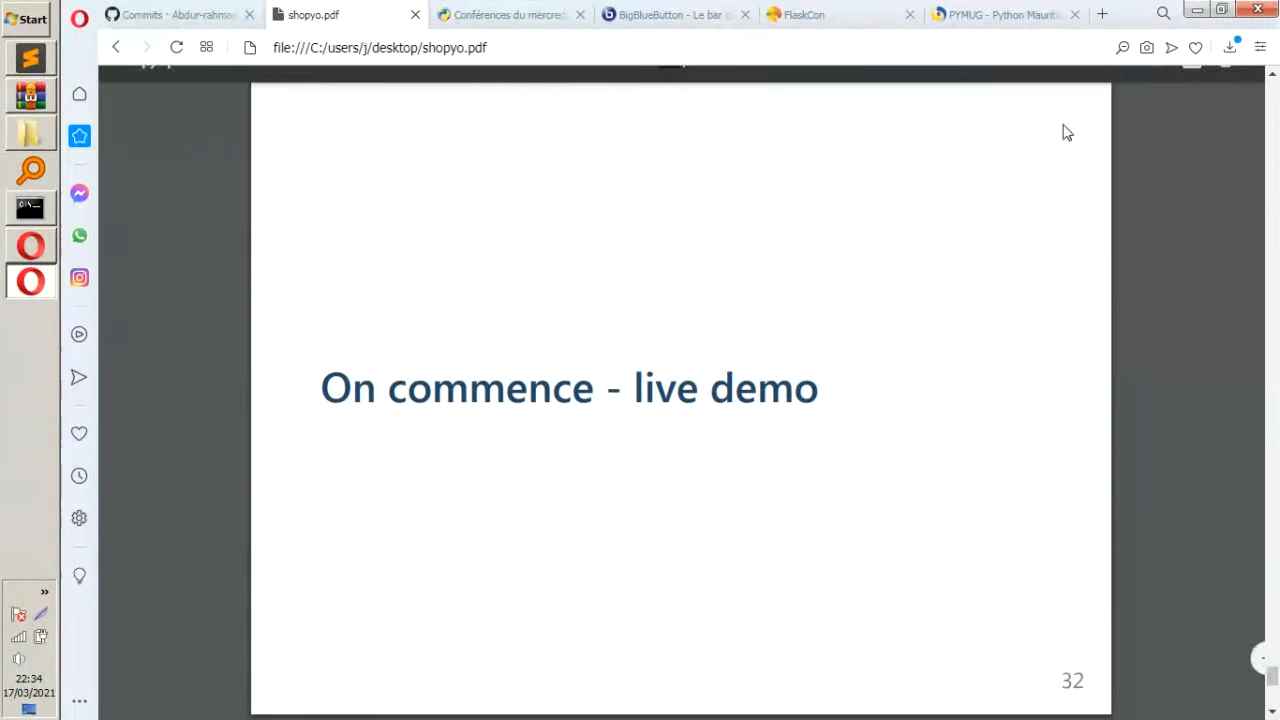 Start
Commits · Abdur-rahmar
shopyo.pdf
Conférences du mercred
BigBlueButton - Le bar d
FlaskCon
PYMUG - Python Mauriti
file:///C:/users/j/desktop/shopyo.pdf
C:\._
On commence - live demo
32
22:34
17/03/2021